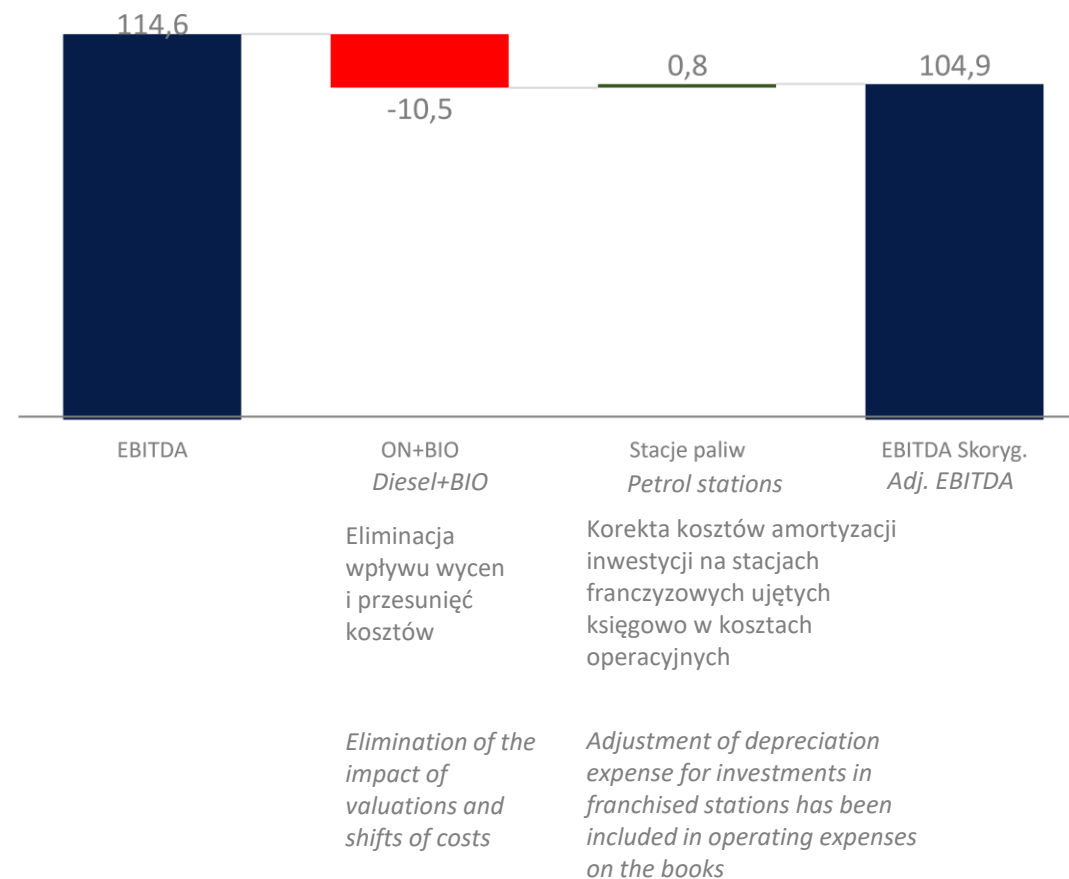 114,6
-10,5
0,8
104,9
EBITDA
ON+BIO
Diesel+BIO
Stacje paliw
Petrol stations
EBITDA Skoryg.
Adj. EBITDA
Eliminacja
wpływu wycen
i przesunięć
kosztów
Korekta kosztów amortyzacji
inwestycji na stacjach
franczyzowych ujętych
księgowo w kosztach
operacyjnych
Elimination of the
impact of
valuations and
shifts of costs
Adjustment of depreciation
expense for investments in
franchised stations has been
included in operating expenses
on the books